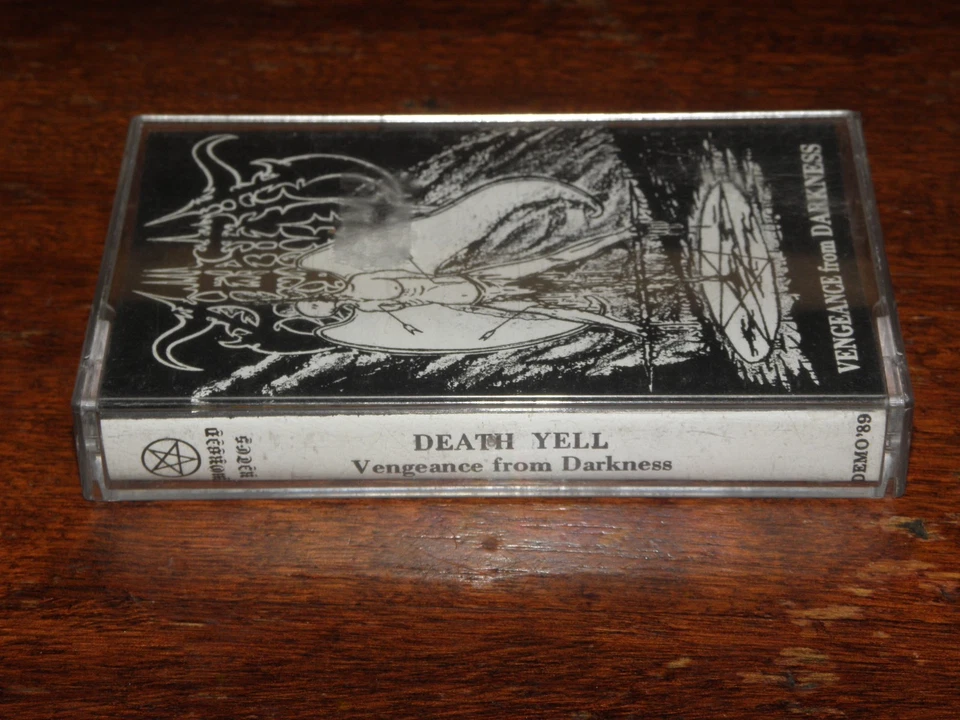 VENGEANCE from DARKNESS
DEATH YELL
Vengeance from Darkness
DEMO'89